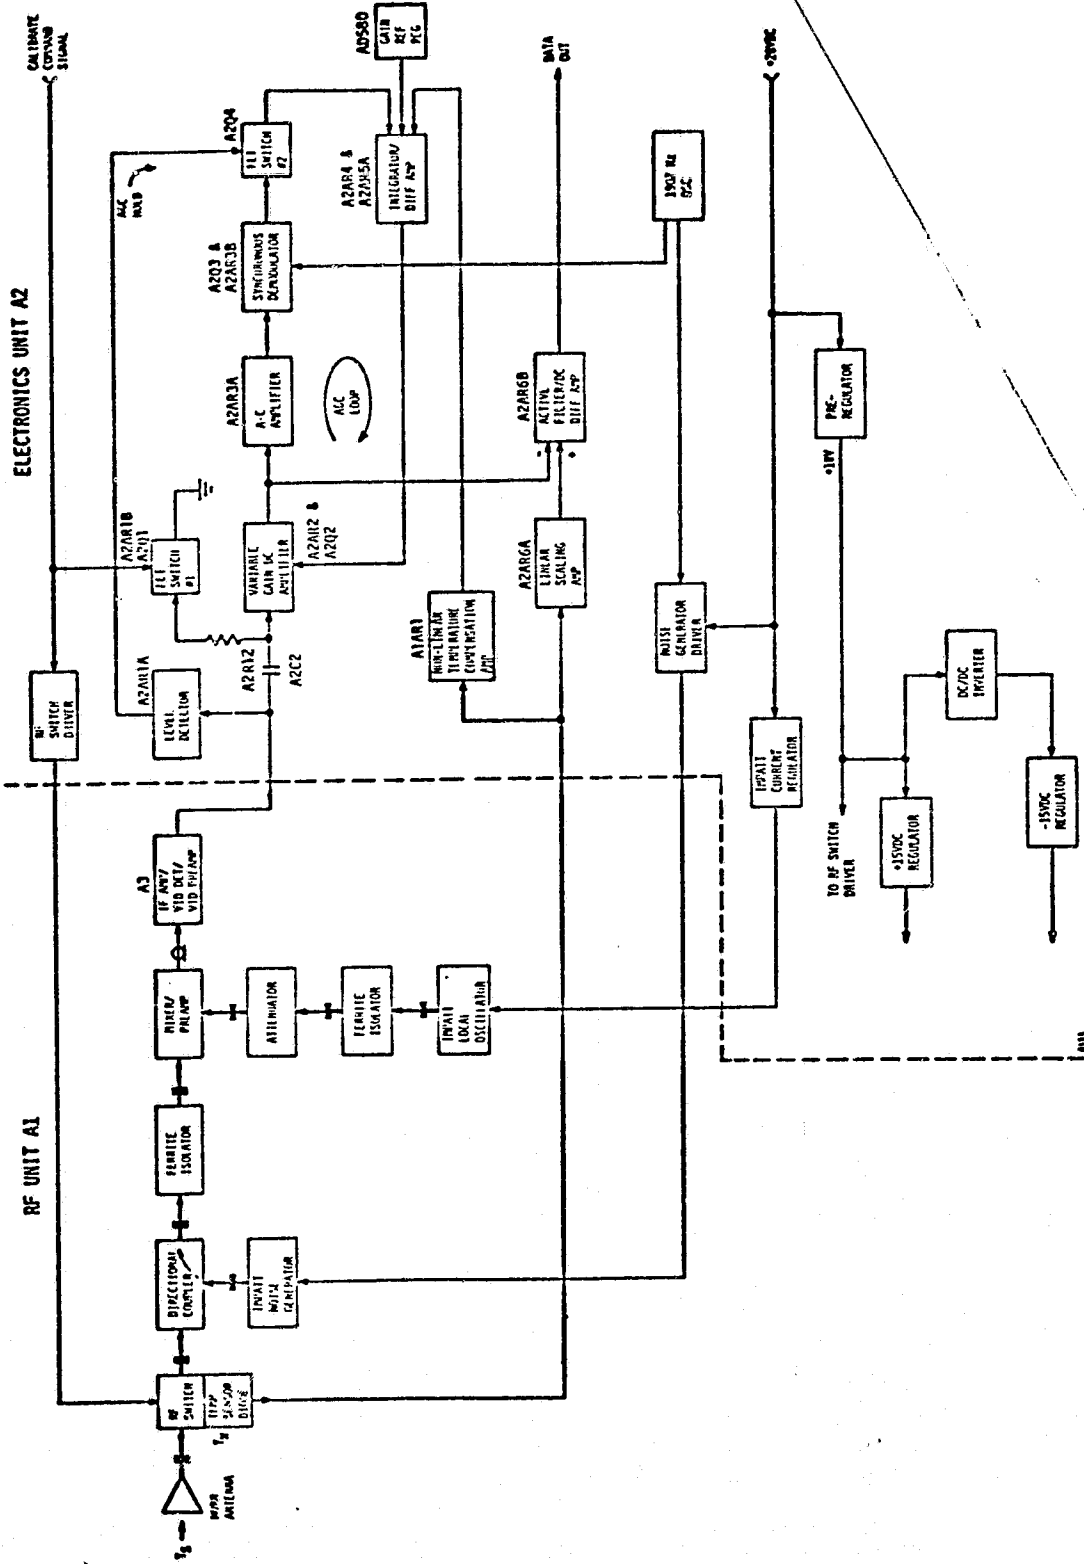 RF UNIT A1
ELECTRONICS UNIT A2
CALIBRATE
COMMAND
SIGNAL
SWITCH
DRIVER
A2AR1A
LEVEL
DETECTOR
A2AR1B
A2Q1
FET
SWITCH
#1
A2R12
A2C2
AGC
HOLD
A2Q4
FET
SWITCH
#2
AD580
GAIN
REF
A2AR4 &
A2AR5A
INTEGRATOR/
DIFF AMP
A2Q3 &
A2AR3B
SYNCHRONOUS
DEMODULATOR
A2AR3A
A-C
AMPLIFIER
AGC
LOOP
VARIABLE
GAIN DC
AMPLIFIER
A2AR2 &
A2Q2
A1AR1
NON-LINEAR
TEMPERATURE
COMPENSATION
AMP
A2AR6A
LINEAR
SCALING
AMP
-
+
A2AR6B
ACTIVE
FILTER/DC
DIFF AMP
DATA
OUT
OSC
NOISE
GENERATOR
DRIVER
IMPATT
CURRENT
REGULATOR
PRE-
REGULATOR
TO RF SWITCH
DRIVER
+15VDC
REGULATOR
DC/DC
INVERTER
-15VDC
REGULATOR
ANTENNA
RF
SWITCH
TEMP
SENSOR
DIODE
DIRECTIONAL
COUPLER
IMPATT
NOISE
GENERATOR
FERRITE
ISOLATOR
MIXER/
PREAMP
ATTENUATOR
FERRITE
ISOLATOR
IMPATT
LOCAL
OSCILLATOR
A3
IF AMP/
VID DET/
VID PREAMP